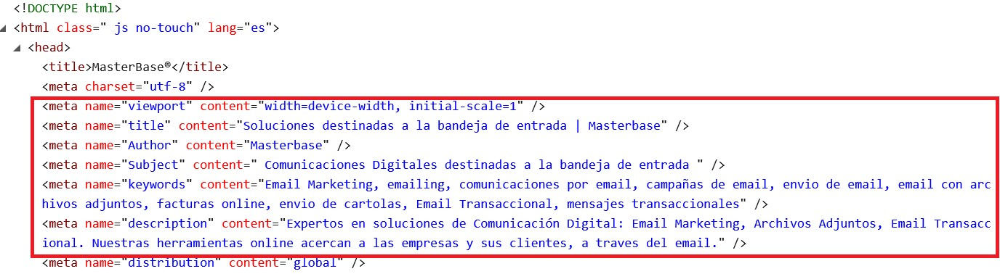 <!DOCTYPE html>
<html class=" js no-touch" lang="es">
<head>
<title>MasterBase®</title>
<meta charset="utf-8" />
<meta name="viewport" content="width=device-width, initial-scale=1" />
<meta name="title" content="Soluciones destinadas a la bandeja de entrada | Masterbase" />
<meta name="Author" content="Masterbase" />
<meta name="Subject" content=" Comunicaciones Digitales destinadas a la bandeja de entrada " />
<meta name="keywords" content="Email Marketing, emailing, comunicaciones por email, campañas de email, envio de email, email con arc
hivos adjuntos, facturas online, envio de cartolas, Email Transaccional, mensajes transaccionales" />
<meta name="description" content="Expertos en soluciones de Comunicación Digital: Email Marketing, Archivos Adjuntos, Email Transacc
ional. Nuestras herramientas online acercan a las empresas y sus clientes, a traves del email." />
<meta name="distribution" content="global" />